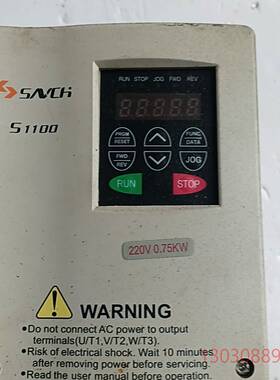 SAVCH
S1100
RUN STOP JOG FWD REV
PRGM
RESET
FUNC
DATA
FWD
REV
JOG
RUN
STOP
220V 0.75KW
WARNING
●Do not connect AC power to output
terminals(U/T1,V/T2,W/T3).
●Risk of electrical shock. Wait 10 minutes
after removing power before servicing.
●Read the user manual before operation.
13030889